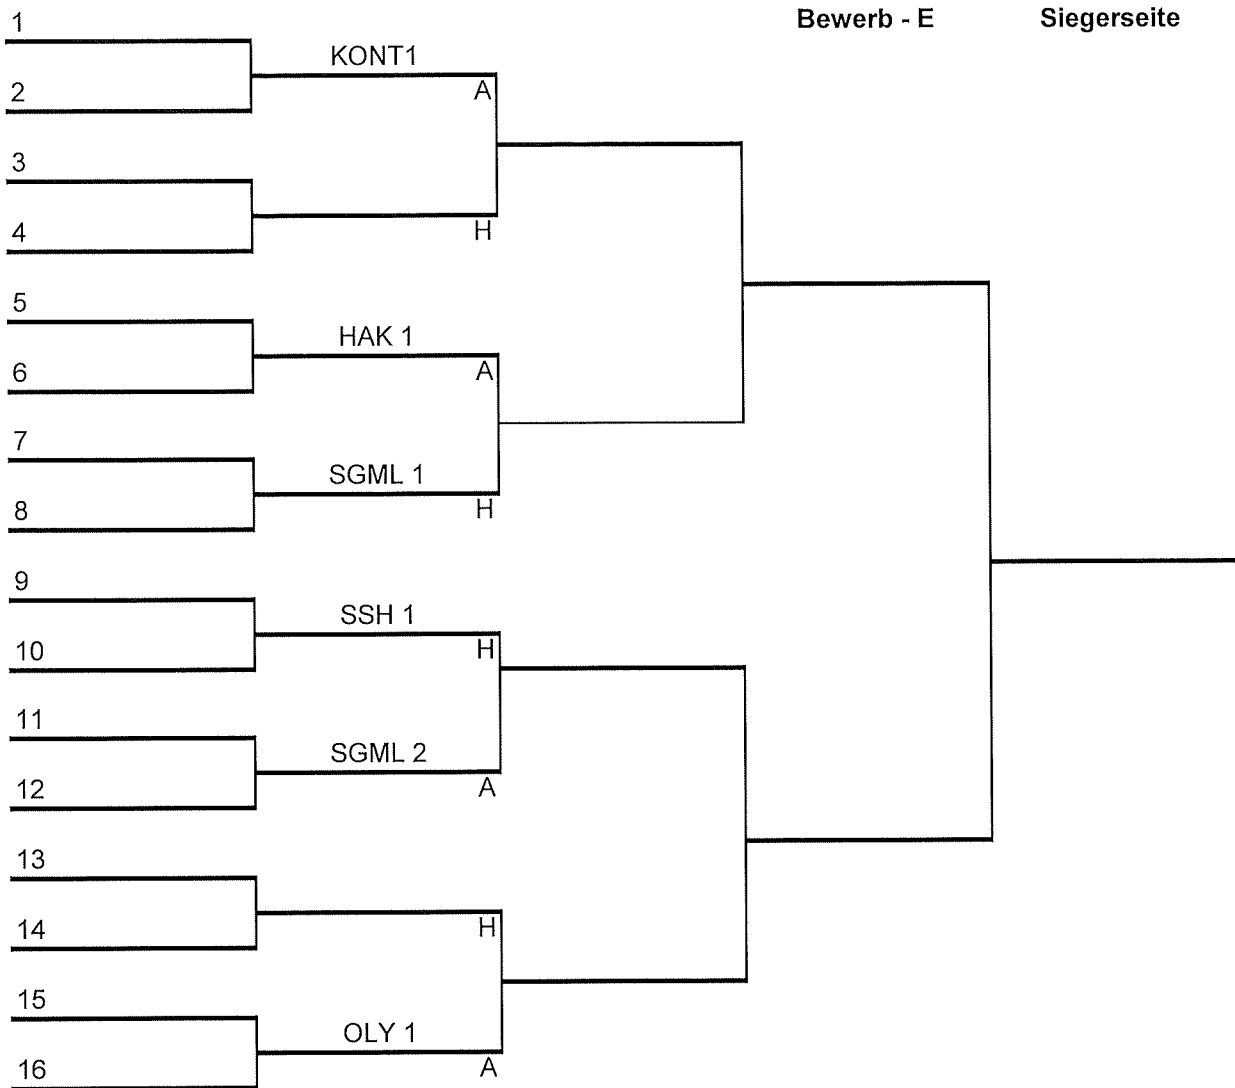 Bewerb - E Siegerseite
1
KONT1
A
2
3
4
H
5
HAK 1
6
A
7
SGML 1
8
H
9
SSH 1
10
H
11
SGML 2
12
A
13
14
H
15
OLY 1
16
A